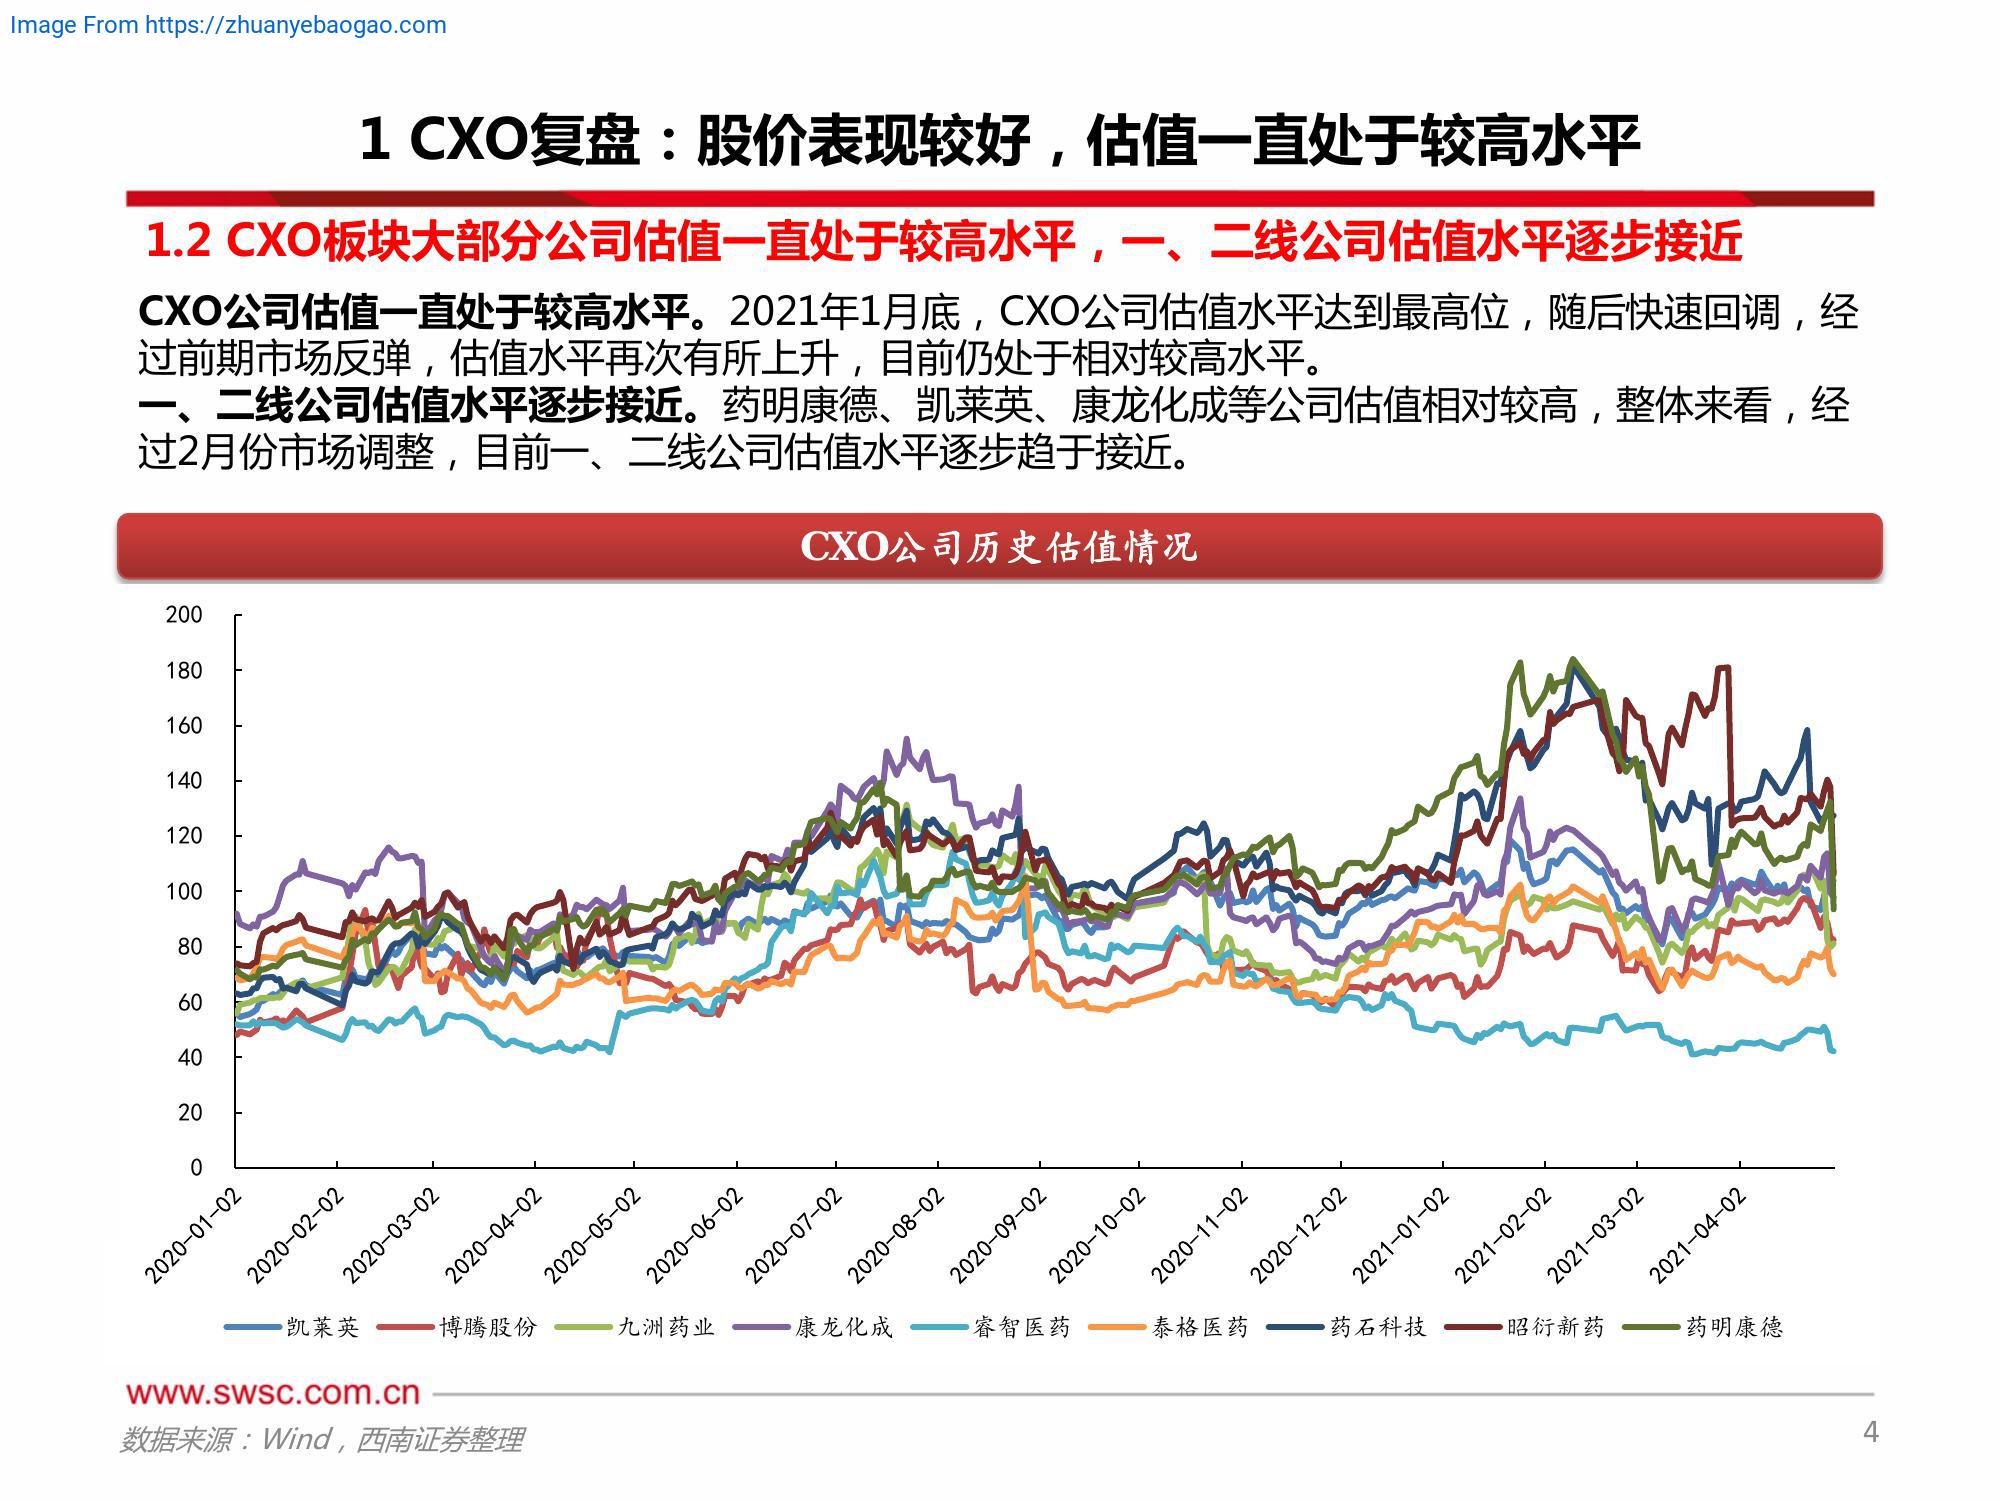 Image From https://zhuanyebaogao.com
1 CXO复盘：股价表现较好，估值一直处于较高水平
1.2 CXO板块大部分公司估值一直处于较高水平，一、二线公司估值水平逐步接近
CXO公司估值一直处于较高水平。2021年1月底，CXO公司估值水平达到最高位，随后快速回调，经
过前期市场反弹，估值水平再次有所上升，目前仍处于相对较高水平。
一、二线公司估值水平逐步接近。药明康德、凯莱英、康龙化成等公司估值相对较高，整体来看，经
过2月份市场调整，目前一、二线公司估值水平逐步趋于接近。
CXO公司历史估值情况
200
180
160
140
120
100
80
60
40
20
0
2020-01-02
2020-02-02
2020-03-02
2020-04-02
2020-05-02
2020-06-02
2020-07-02
2020-08-02
2020-09-02
2020-10-02
2020-11-02
2020-12-02
2021-01-02
2021-02-02
2021-03-02
2021-04-02
凯莱英 博腾股份 九洲药业 康龙化成 睿智医药 泰格医药 药石科技 昭衍新药 药明康德
www.swsc.com.cn
数据来源：Wind，西南证券整理
4